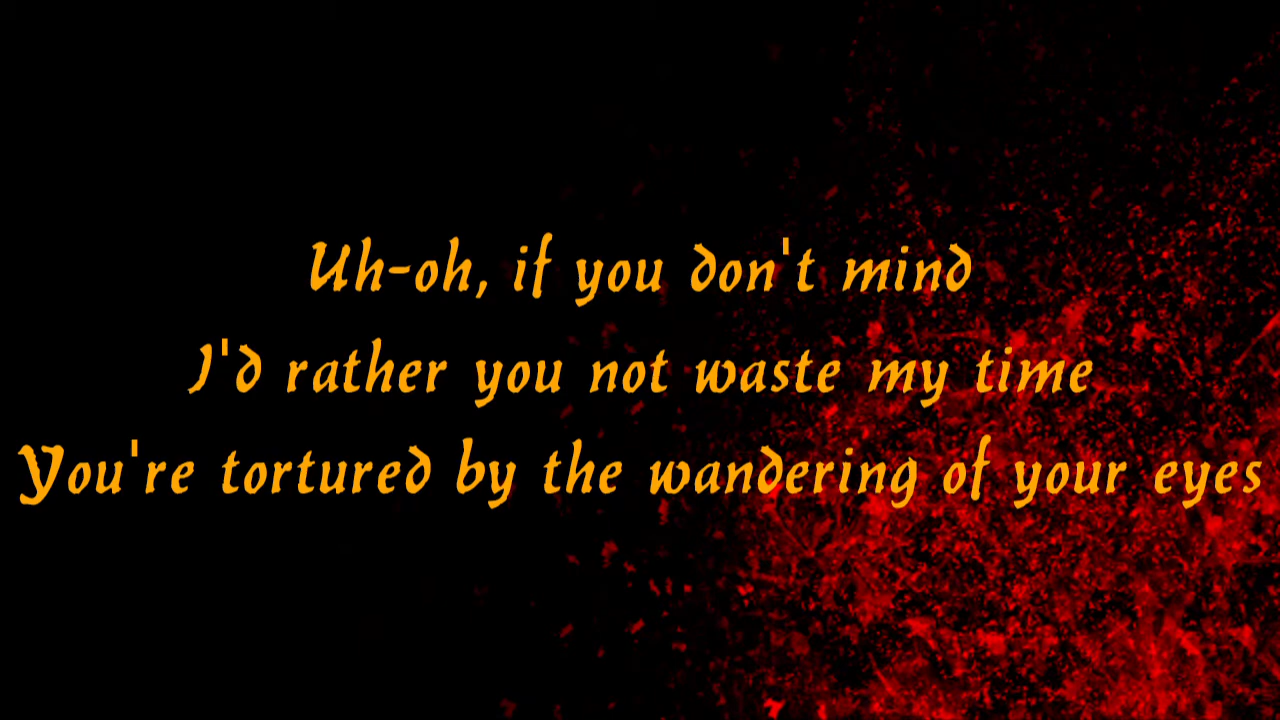 Uh-oh, if you don't mind
I'd rather you not waste my time
You're tortured by the wandering of your eyes